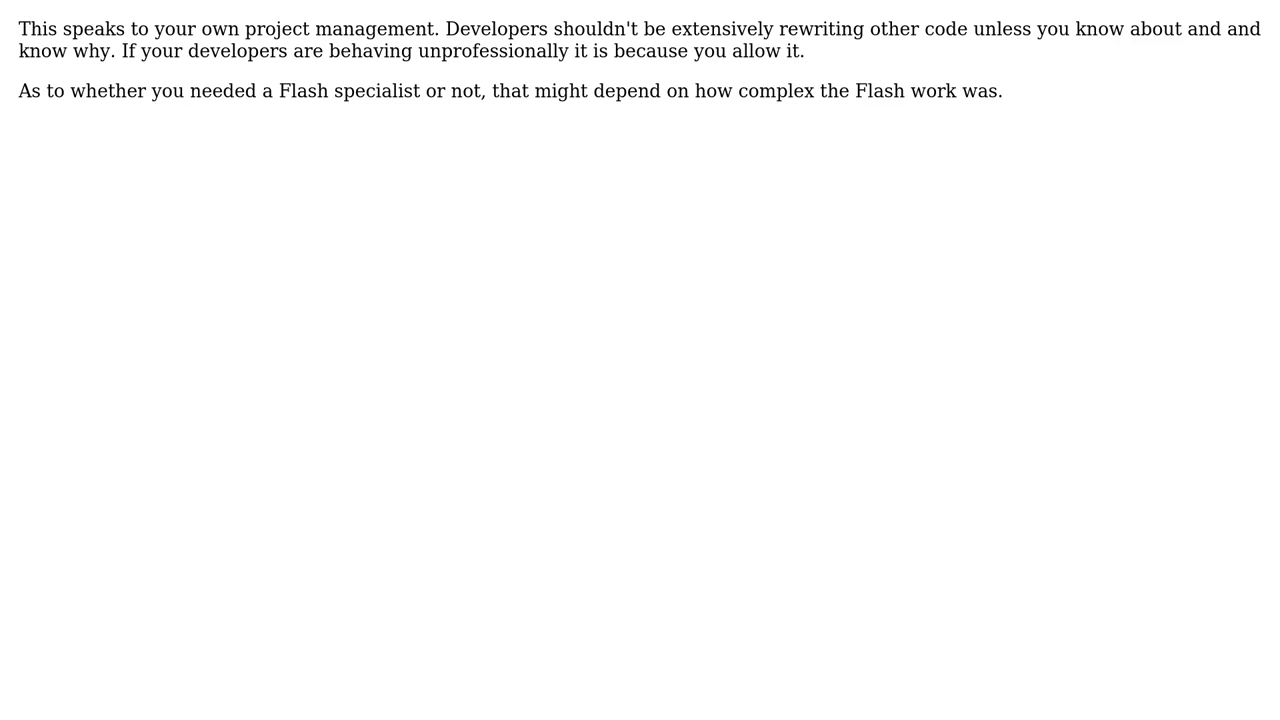 This speaks to your own project management. Developers shouldn't be extensively rewriting other code unless you know about and and
know why. If your developers are behaving unprofessionally it is because you allow it.
As to whether you needed a Flash specialist or not, that might depend on how complex the Flash work was.